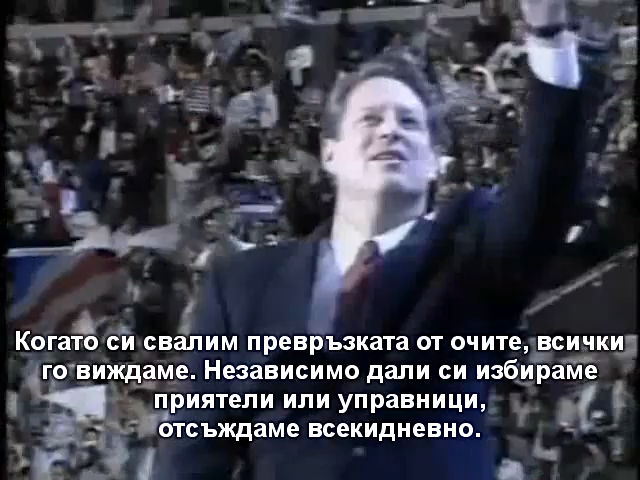 Когато си свалим превръзката от очите, всички
го виждаме. Независимо дали си избираме
приятели или управници,
отсъждаме всекидневно.